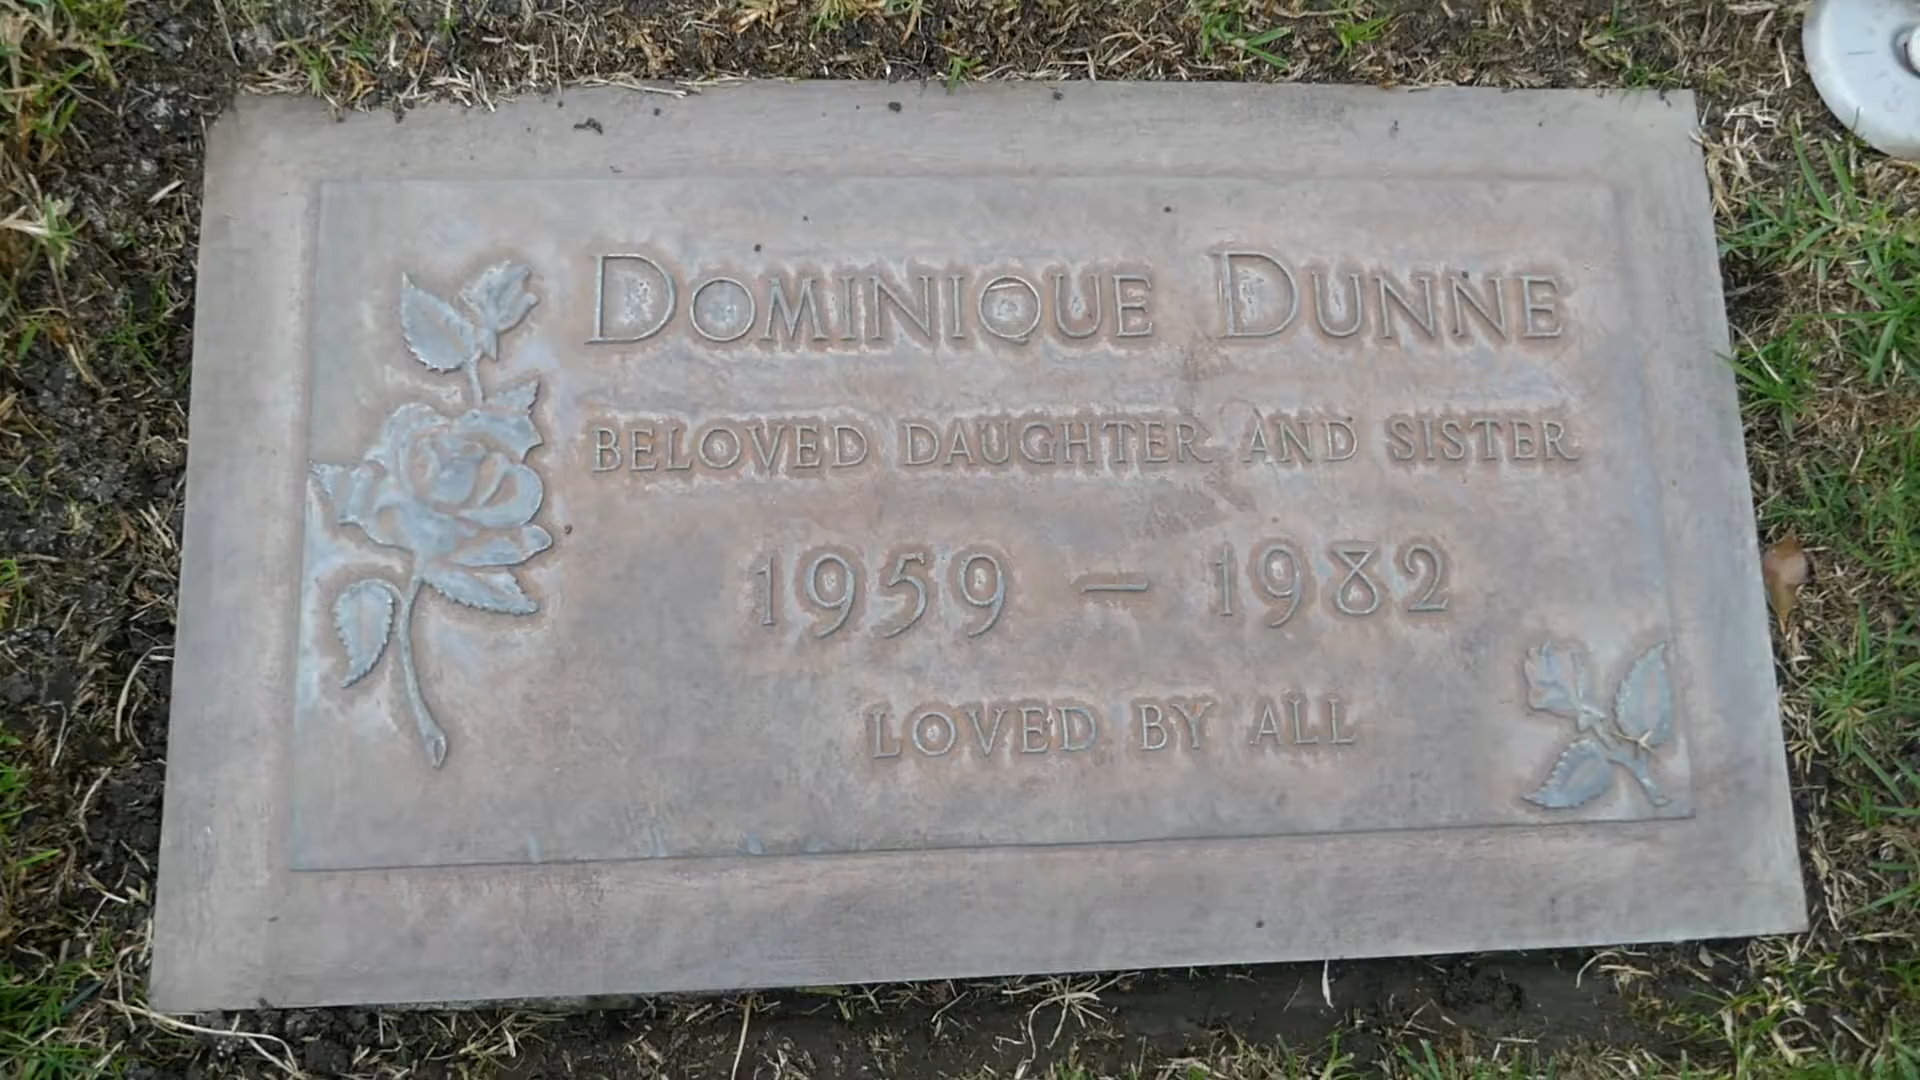 DOMINIQUE DUNNE
BELOVED DAUGHTER AND SISTER
1959 – 1982
LOVED BY ALL